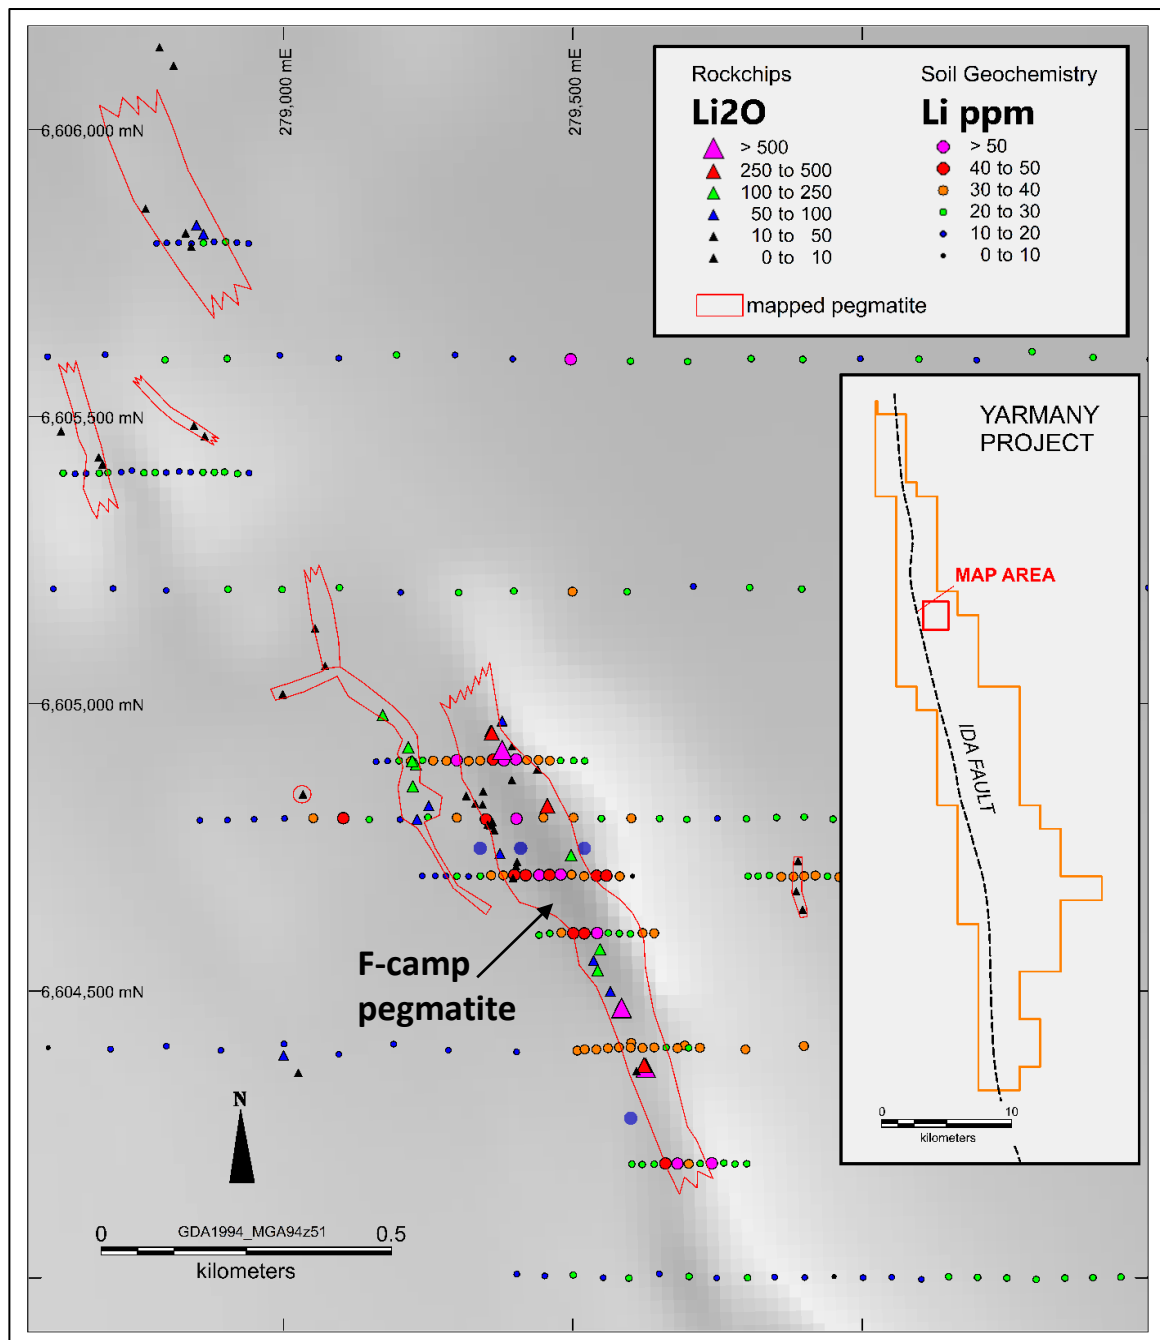 279,000 mE
279,500 mE
6,606,000 mN
6,605,500 mN
6,605,000 mN
6,604,500 mN
Rockchips
Li2O
> 500
250 to 500
100 to 250
50 to 100
10 to 50
0 to 10
Soil Geochemistry
Li ppm
> 50
40 to 50
30 to 40
20 to 30
10 to 20
0 to 10
mapped pegmatite
YARMANY
PROJECT
MAP AREA
IDA FAULT
0 10
kilometers
F-camp
pegmatite
N
0 GDA1994_MGA94z51 0.5
kilometers